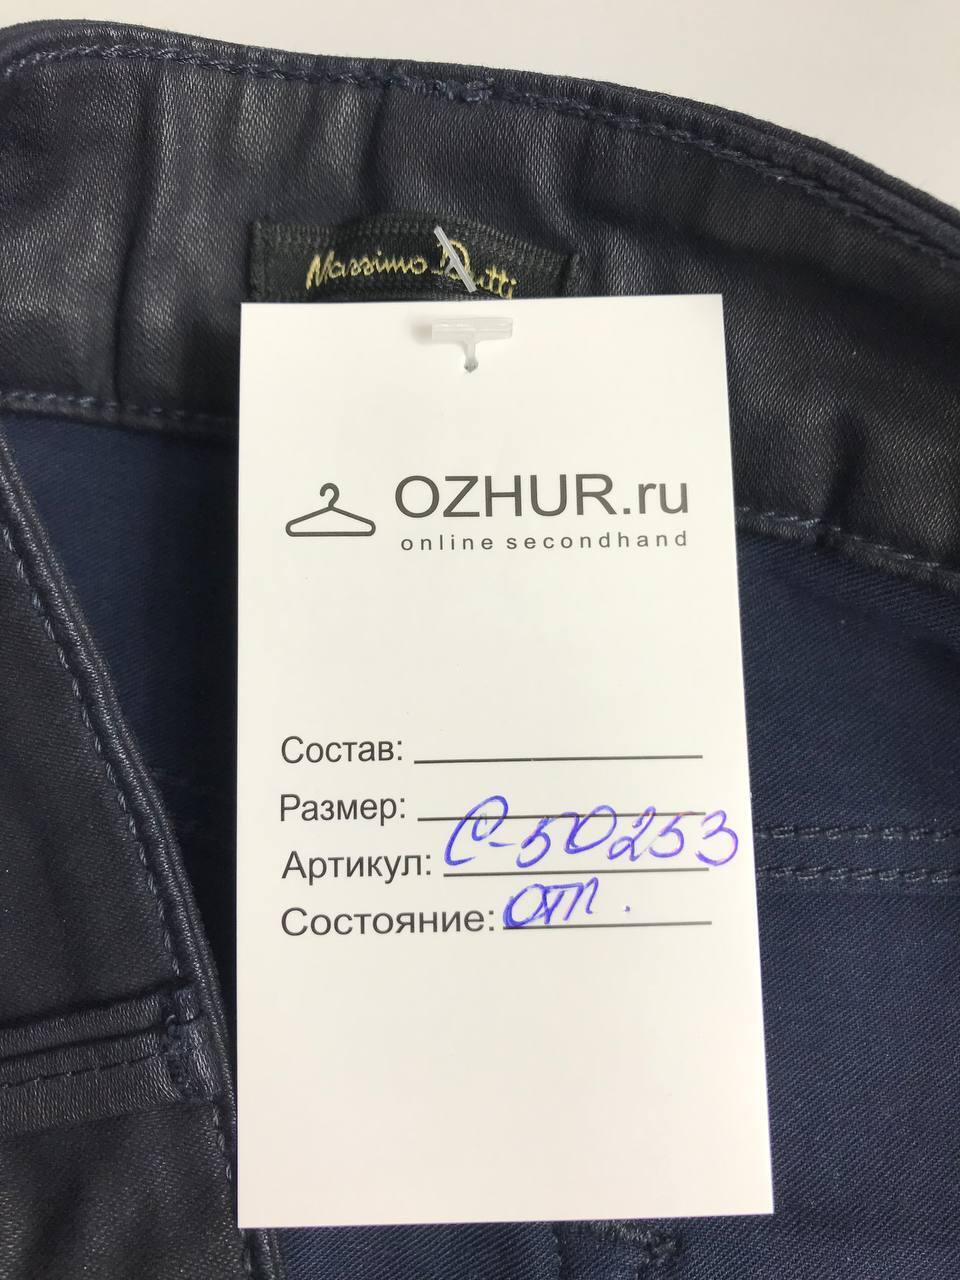 Massimo Dutti
OZHUR.ru
online secondhand
Состав:
Размер:
Артикул: С-50253
Состояние: отл.